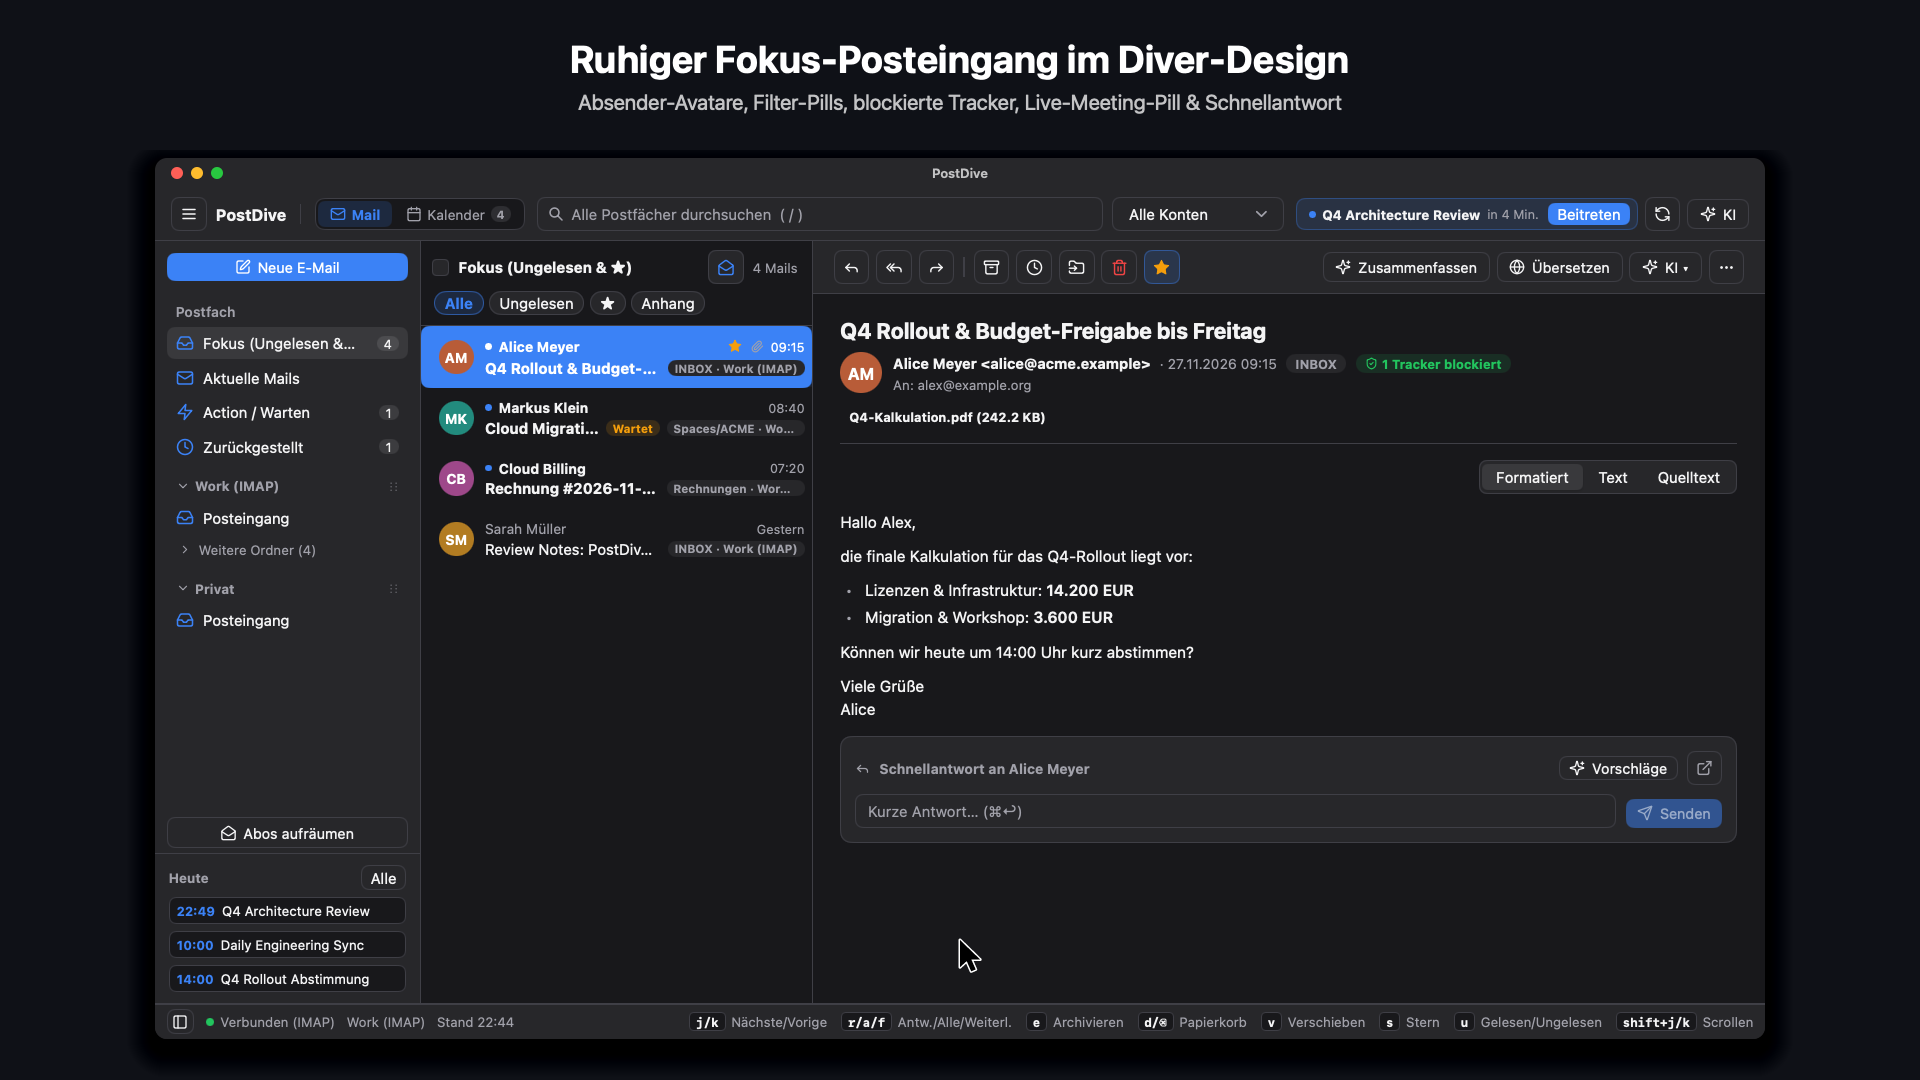 Ruhiger Fokus-Posteingang im Diver-Design
Absender-Avatare, Filter-Pills, blockierte Tracker, Live-Meeting-Pill & Schnellantwort
PostDive
PostDive
Mail
Kalender 4
Alle Postfächer durchsuchen (/)
Alle Konten
Q4 Architecture Review in 4 Min. Beitreten
KI
Neue E-Mail
Postfach
Fokus (Ungelesen &... 4
Aktuelle Mails
Action / Warten 1
Zurückgestellt 1
Work (IMAP)
Posteingang
Weitere Ordner (4)
Privat
Posteingang
Abos aufräumen
Heute Alle
22:49 Q4 Architecture Review
10:00 Daily Engineering Sync
14:00 Q4 Rollout Abstimmung
Fokus (Ungelesen & ★) 4 Mails
Alle Ungelesen ★ Anhang
AM Alice Meyer 09:15
Q4 Rollout & Budget-... INBOX · Work (IMAP)
MK Markus Klein 08:40
Cloud Migrati... Wartet Spaces/ACME · Wo...
CB Cloud Billing 07:20
Rechnung #2026-11-... Rechnungen · Wor...
SM Sarah Müller Gestern
Review Notes: PostDiv... INBOX · Work (IMAP)
Zusammenfassen Übersetzen KI ▾ ...
Q4 Rollout & Budget-Freigabe bis Freitag
AM Alice Meyer <alice@acme.example> · 27.11.2026 09:15 INBOX 1 Tracker blockiert
An: alex@example.org
Q4-Kalkulation.pdf (242.2 KB)
Formatiert Text Quelltext
Hallo Alex,
die finale Kalkulation für das Q4-Rollout liegt vor:
• Lizenzen & Infrastruktur: 14.200 EUR
• Migration & Workshop: 3.600 EUR
Können wir heute um 14:00 Uhr kurz abstimmen?
Viele Grüße
Alice
Schnellantwort an Alice Meyer Vorschläge
Kurze Antwort... (⌘↩) Senden
Verbunden (IMAP) Work (IMAP) Stand 22:44
j/k Nächste/Vorige r/a/f Antw./Alle/Weiterl. e Archivieren d/⌫ Papierkorb v Verschieben s Stern u Gelesen/Ungelesen shift+j/k Scrollen